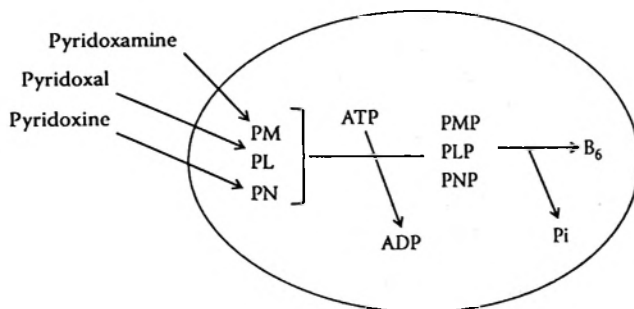 Pyridoxamine
Pyridoxal
Pyridoxine
PM
PL
PN
ATP
ADP
PMP
PLP
PNP
B₆
Pi